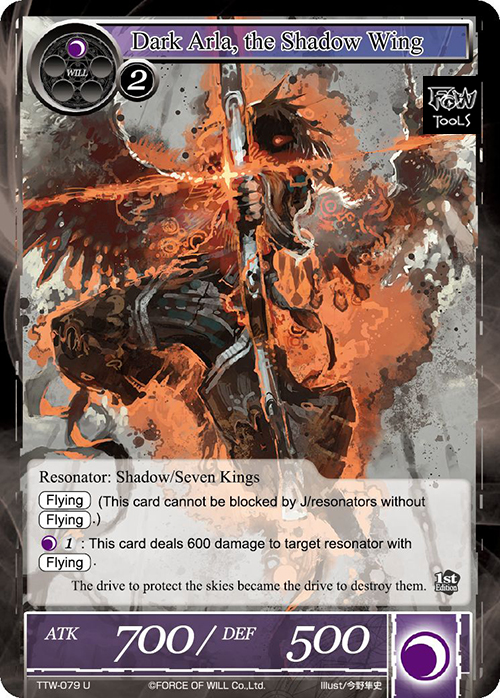 Dark Arla, the Shadow Wing
WILL
2
FOW
TOOLS
Resonator: Shadow/Seven Kings
Flying (This card cannot be blocked by J/resonators without
Flying.)
1 : This card deals 600 damage to target resonator with
Flying.
The drive to protect the skies became the drive to destroy them.
1st
Edition
ATK 700/ DEF 500
TTW-079 U ©FORCE OF WILL Co.,Ltd. Illust/今野隼史